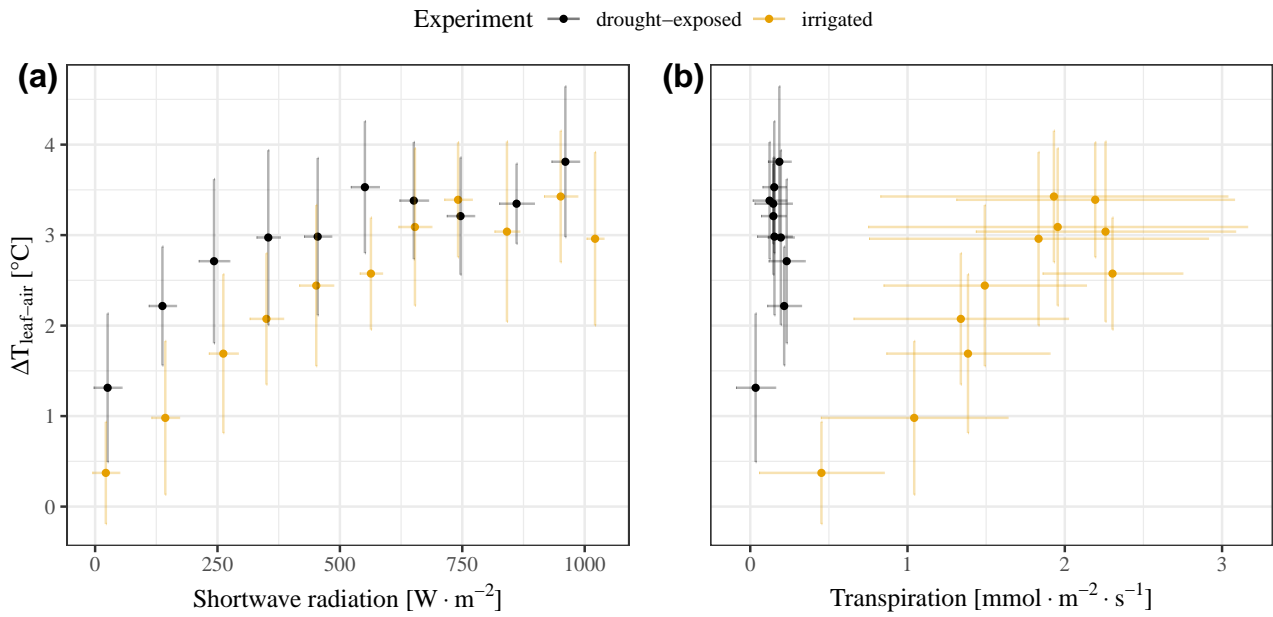 Experiment drought−exposed irrigated
(a) (b)
ΔT_leaf−air [°C]
4
3
2
1
0
0 250 500 750 1000
0 1 2 3
Shortwave radiation [W · m⁻²]
Transpiration [mmol · m⁻² · s⁻¹]